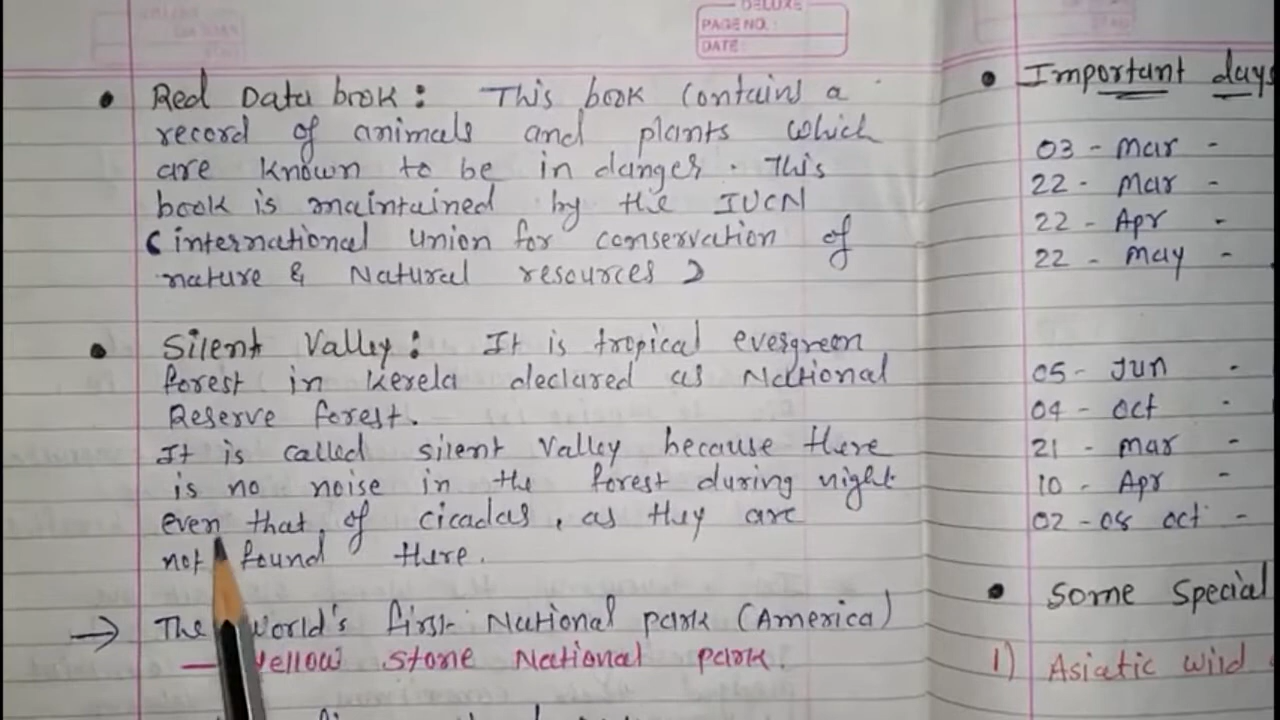 DELUXE
PAGE NO.:
DATE:
• Red Data book: This book contains a
record of animals and plants which
are known to be in danger. This
book is maintained by the IUCN
(international Union for conservation of
nature & Natural resources)
• Silent Valley: It is tropical evergreen
forest in Kerela declared as National
Reserve forest.
It is called silent Valley because there
is no noise in the forest during night
even that of cicadas, as they are
not found there.
→ The World's first National park (America)
— Yellow stone National park.
• Important days
03 - Mar -
22 - Mar -
22 - Apr -
22 - May -
05 - Jun -
04 - Oct -
21 - Mar -
10 - Apr -
02 - 08 Oct -
• Some Special
1) Asiatic Wild